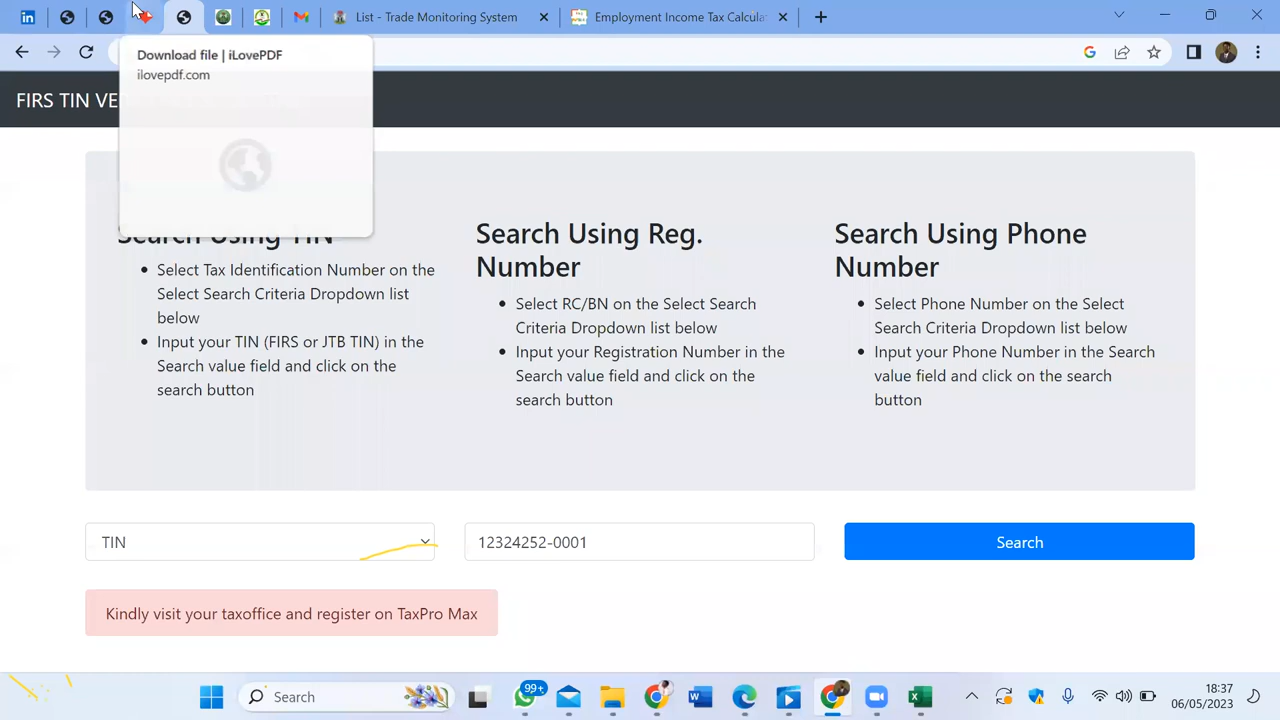 List - Trade Monitoring System
Employment Income Tax Calcula
Download file | iLovePDF
ilovepdf.com
FIRS TIN VE
Search Using TIN
Select Tax Identification Number on the
Select Search Criteria Dropdown list
below
Input your TIN (FIRS or JTB TIN) in the
Search value field and click on the
search button
Search Using Reg.
Number
Select RC/BN on the Select Search
Criteria Dropdown list below
Input your Registration Number in the
Search value field and click on the
search button
Search Using Phone
Number
Select Phone Number on the Select
Search Criteria Dropdown list below
Input your Phone Number in the Search
value field and click on the search
button
TIN
12324252-0001
Search
Kindly visit your taxoffice and register on TaxPro Max
Search
99+
18:37
06/05/2023